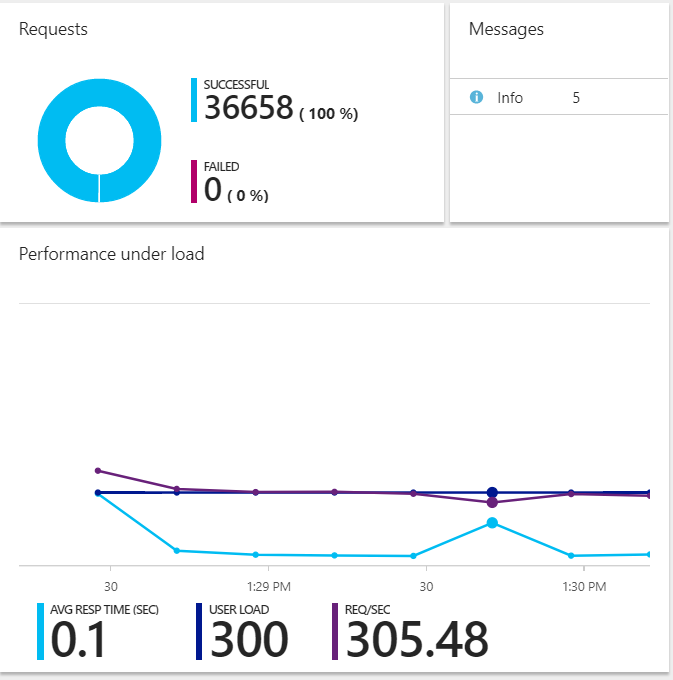 Requests
SUCCESSFUL
36658 ( 100 %)
FAILED
0 ( 0 %)
Messages
Info 5
Performance under load
30 1:29 PM 30 1:30 PM
AVG RESP TIME (SEC) USER LOAD REQ/SEC
0.1 300 305.48